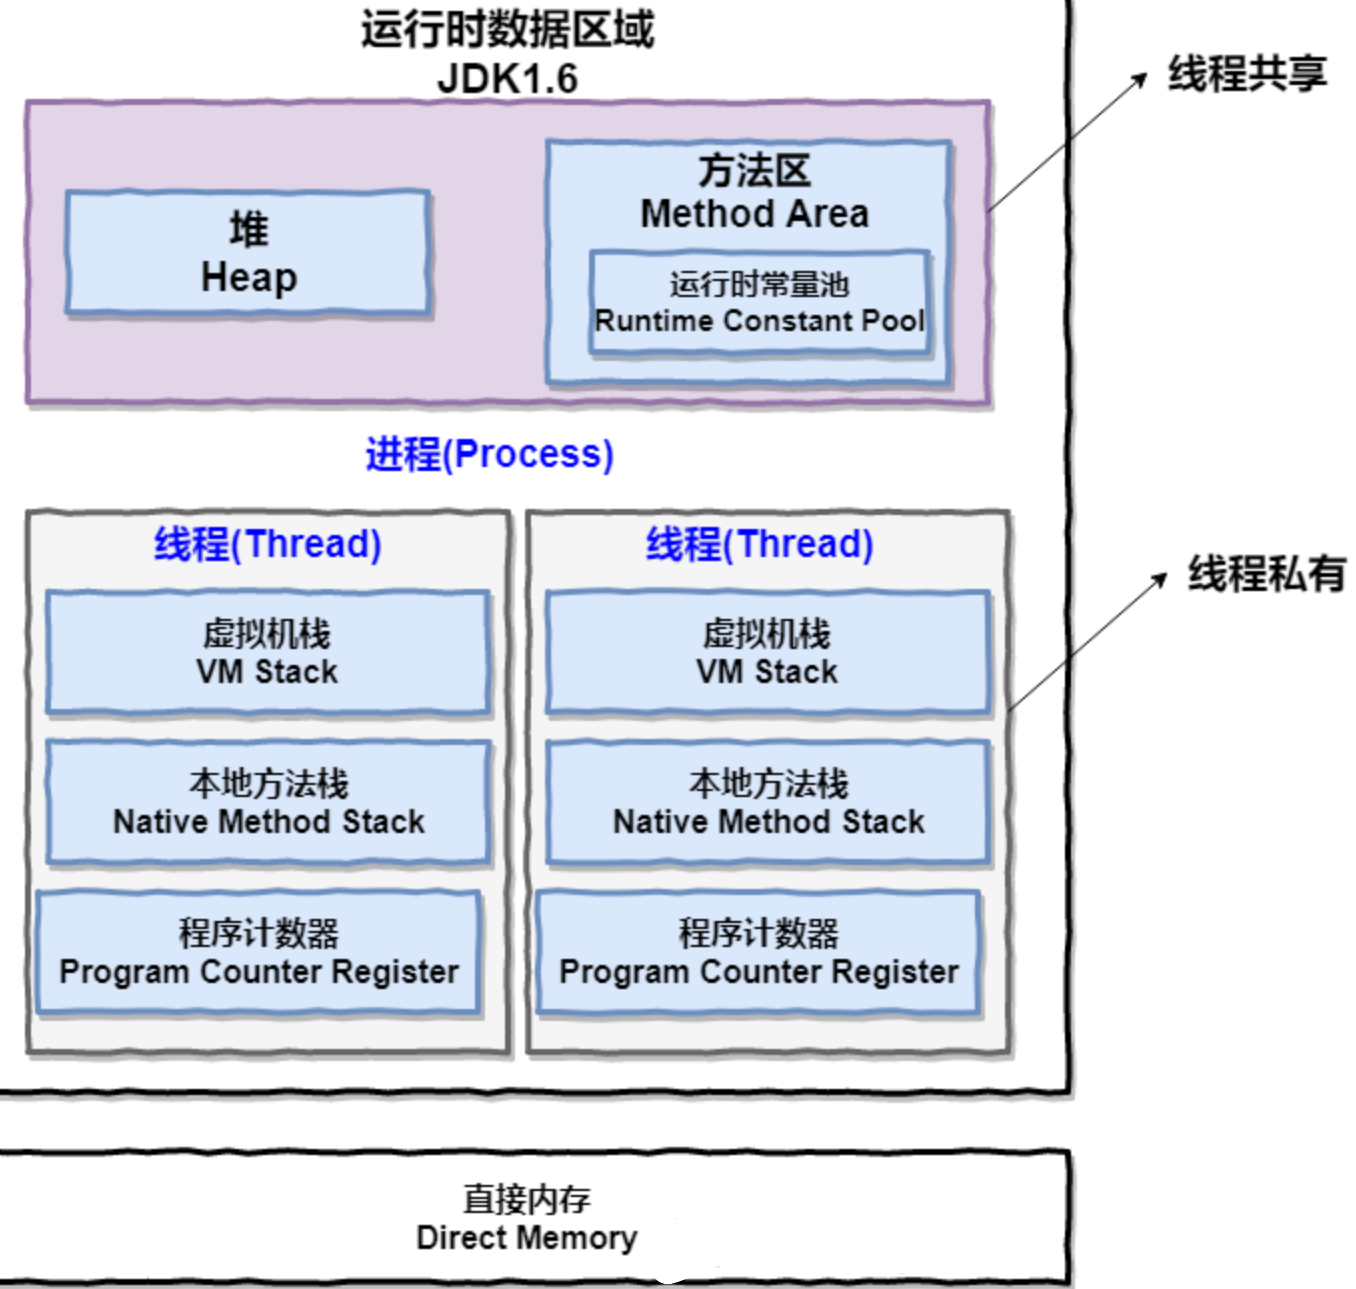 运行时数据区域
JDK1.6
线程共享
堆
Heap
方法区
Method Area
运行时常量池
Runtime Constant Pool
进程(Process)
线程(Thread)
虚拟机栈
VM Stack
本地方法栈
Native Method Stack
程序计数器
Program Counter Register
线程(Thread)
虚拟机栈
VM Stack
本地方法栈
Native Method Stack
程序计数器
Program Counter Register
线程私有
直接内存
Direct Memory